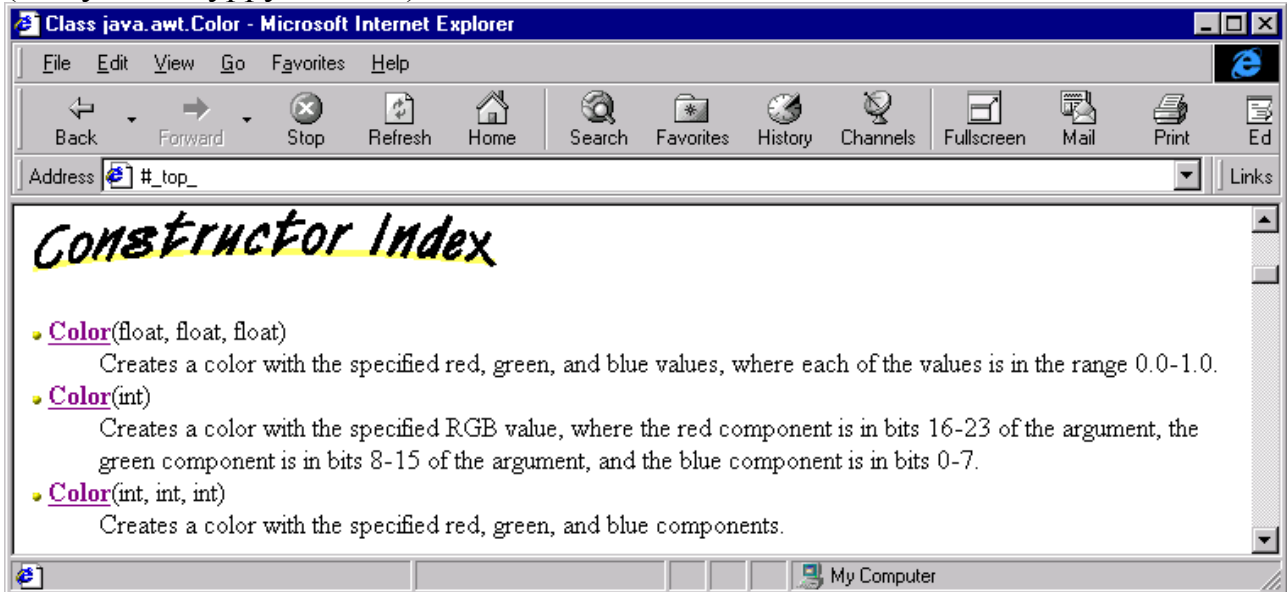 Class java.awt.Color - Microsoft Internet Explorer
File Edit View Go Favorites Help
Back Forward Stop Refresh Home Search Favorites History Channels Fullscreen Mail Print Ed
Address #_top_ Links
Constructor Index
Color(float, float, float)
Creates a color with the specified red, green, and blue values, where each of the values is in the range 0.0-1.0.
Color(int)
Creates a color with the specified RGB value, where the red component is in bits 16-23 of the argument, the
green component is in bits 8-15 of the argument, and the blue component is in bits 0-7.
Color(int, int, int)
Creates a color with the specified red, green, and blue components.
My Computer